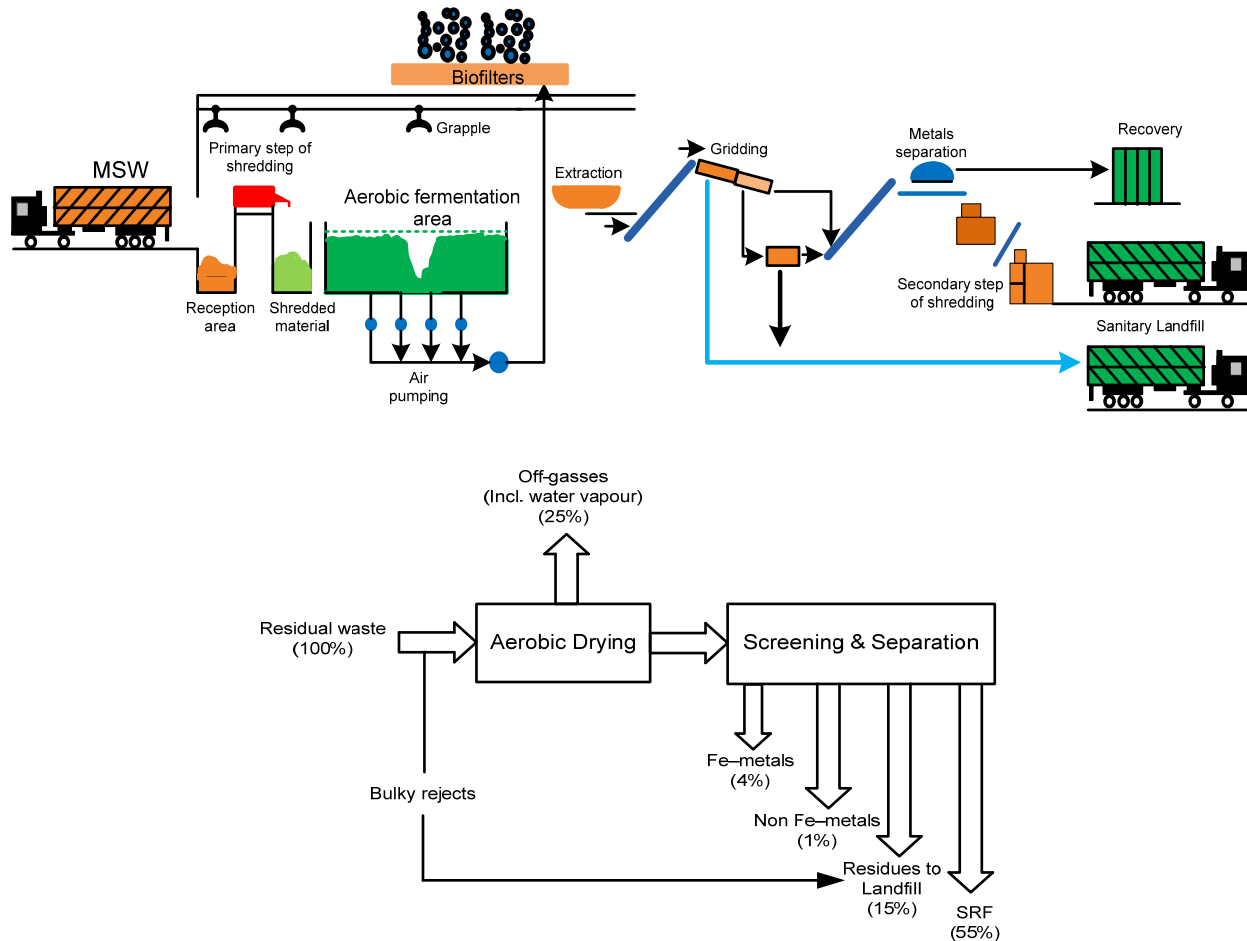 Biofilters
Grapple
Primary step of
shredding
MSW
Aerobic fermentation
area
Reception
area
Shredded
material
Air
pumping
Extraction
Gridding
Metals
separation
Recovery
Secondary step
of shredding
Sanitary Landfill
Off-gasses
(Incl. water vapour)
(25%)
Residual waste
(100%)
Aerobic Drying
Screening & Separation
Fe–metals
(4%)
Bulky rejects
Non Fe–metals
(1%)
Residues to
Landfill
(15%)
SRF
(55%)